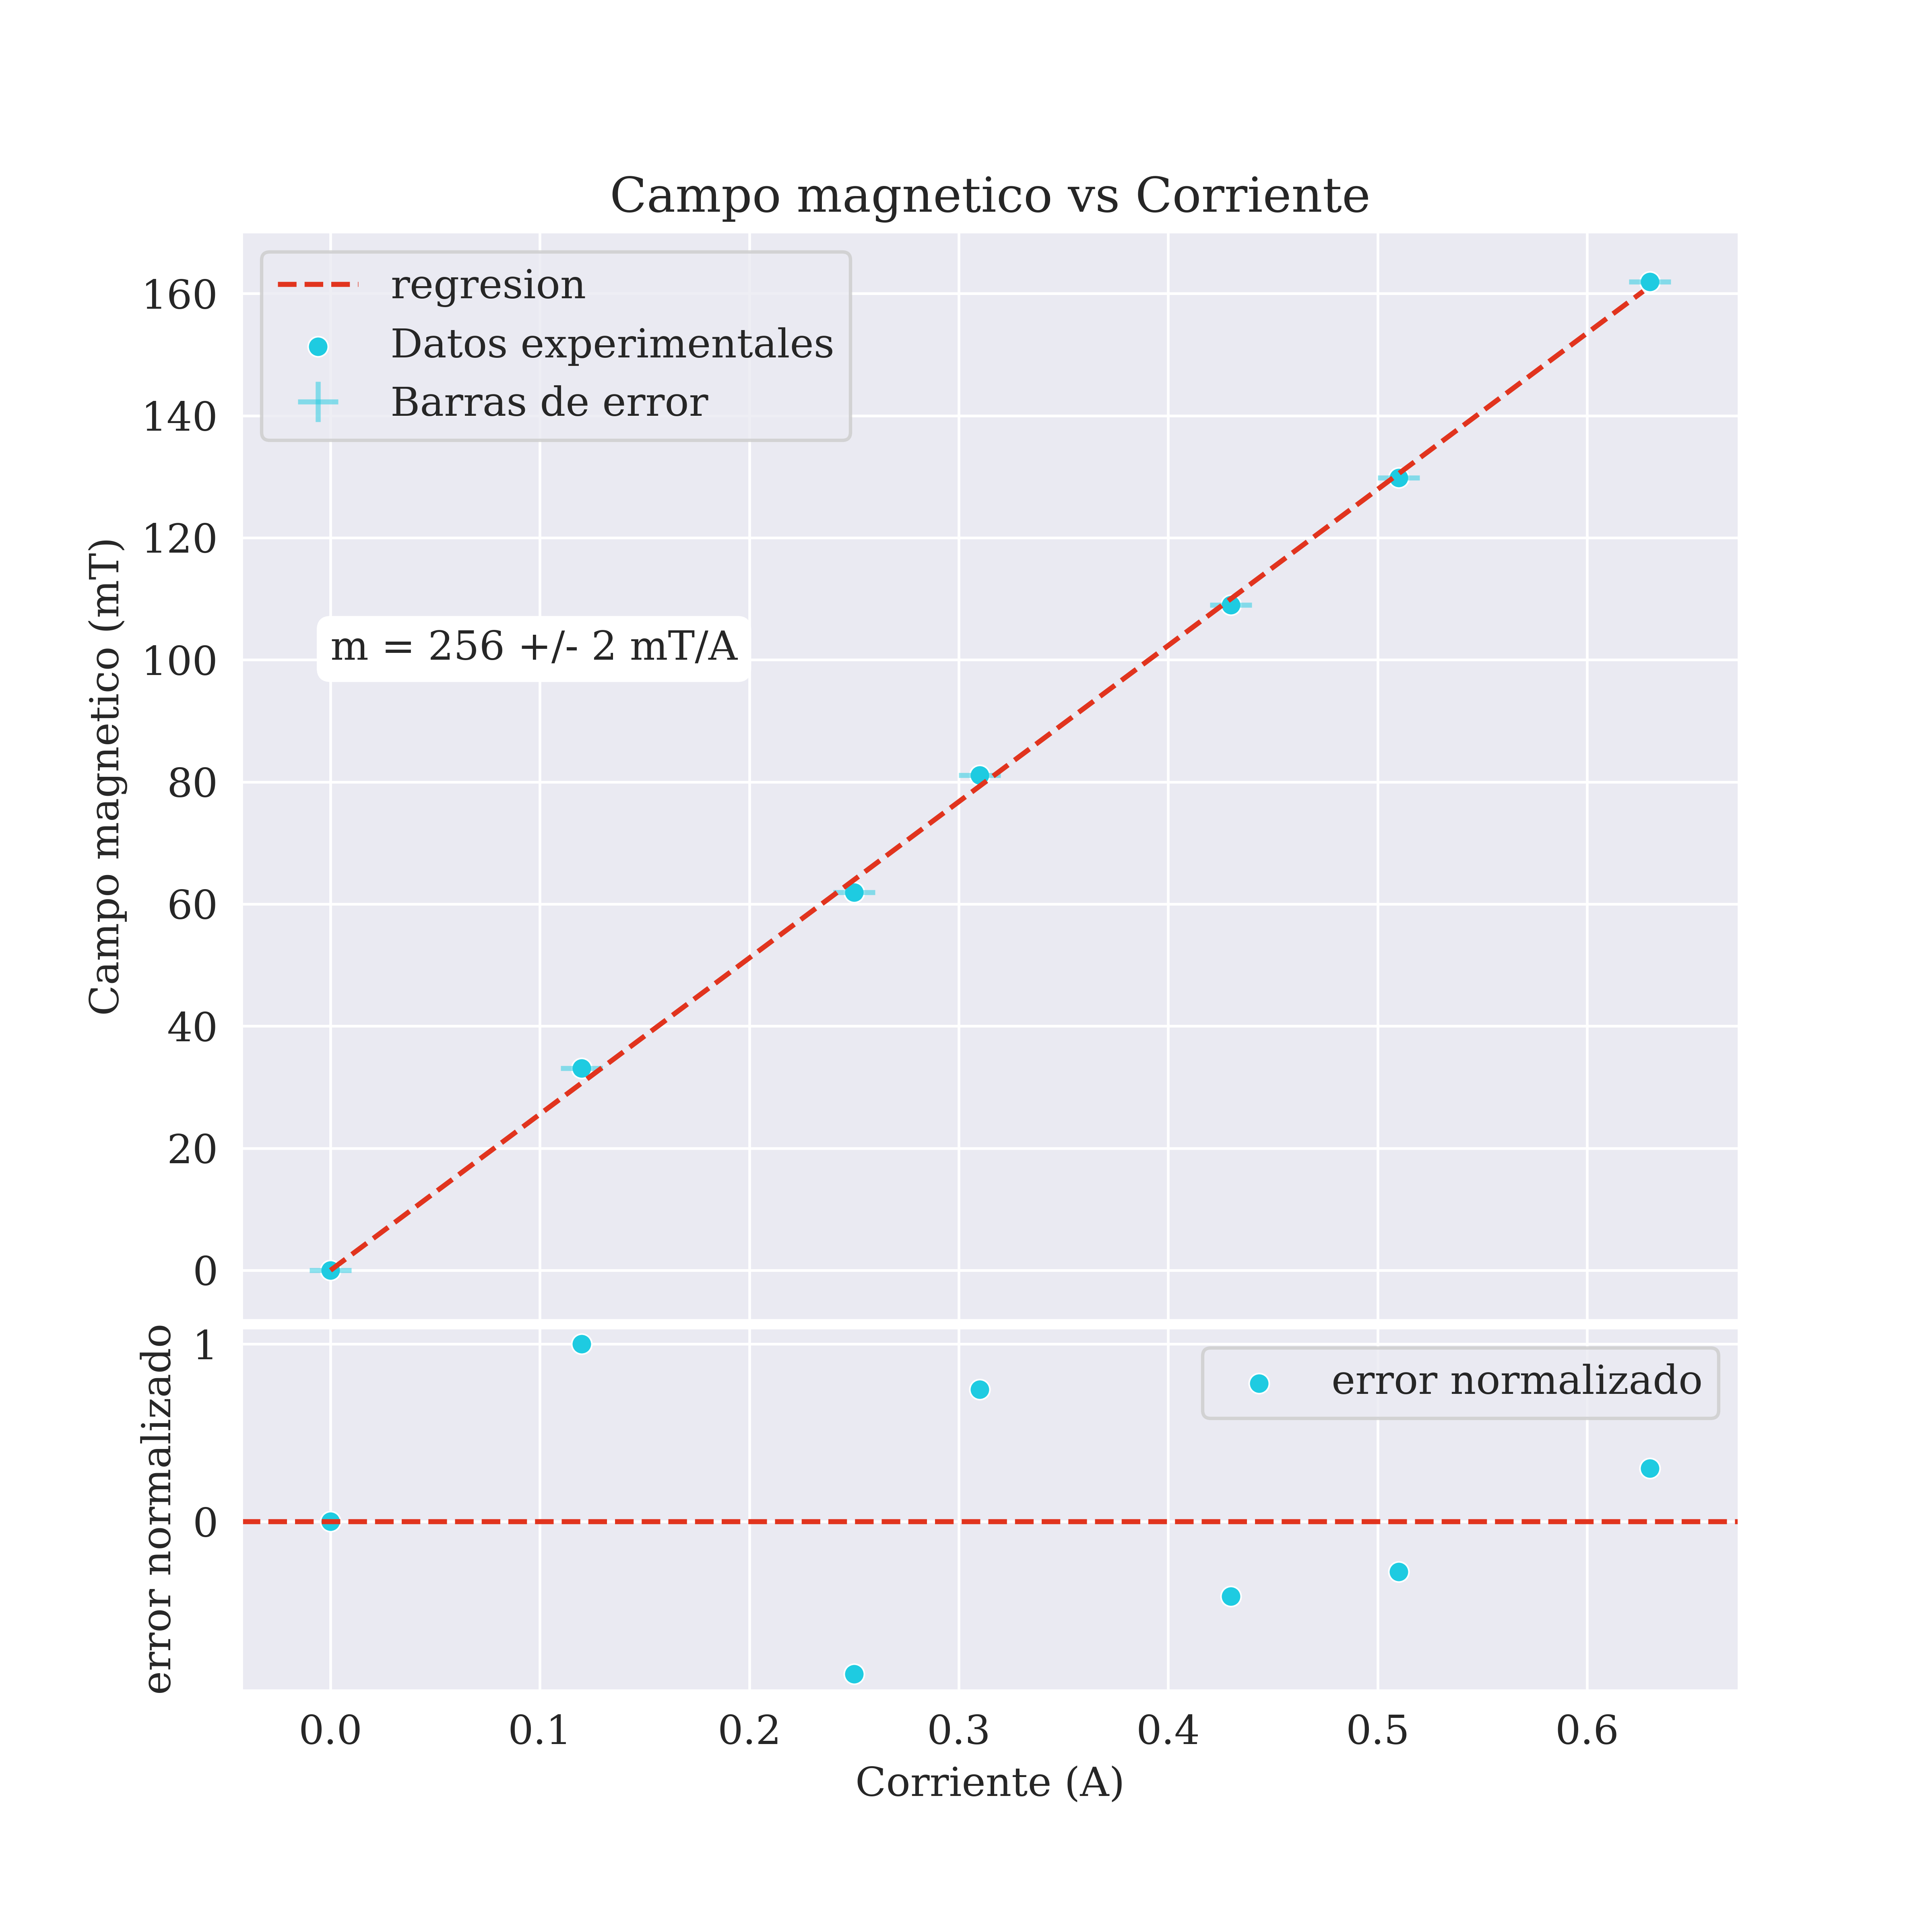 Campo magnetico vs Corriente
regresion
Datos experimentales
Barras de error
160
140
120
100
80
60
40
20
0
Campo magnetico (mT)
m = 256 +/- 2 mT/A
1
0
error normalizado
error normalizado
0.0 0.1 0.2 0.3 0.4 0.5 0.6
Corriente (A)